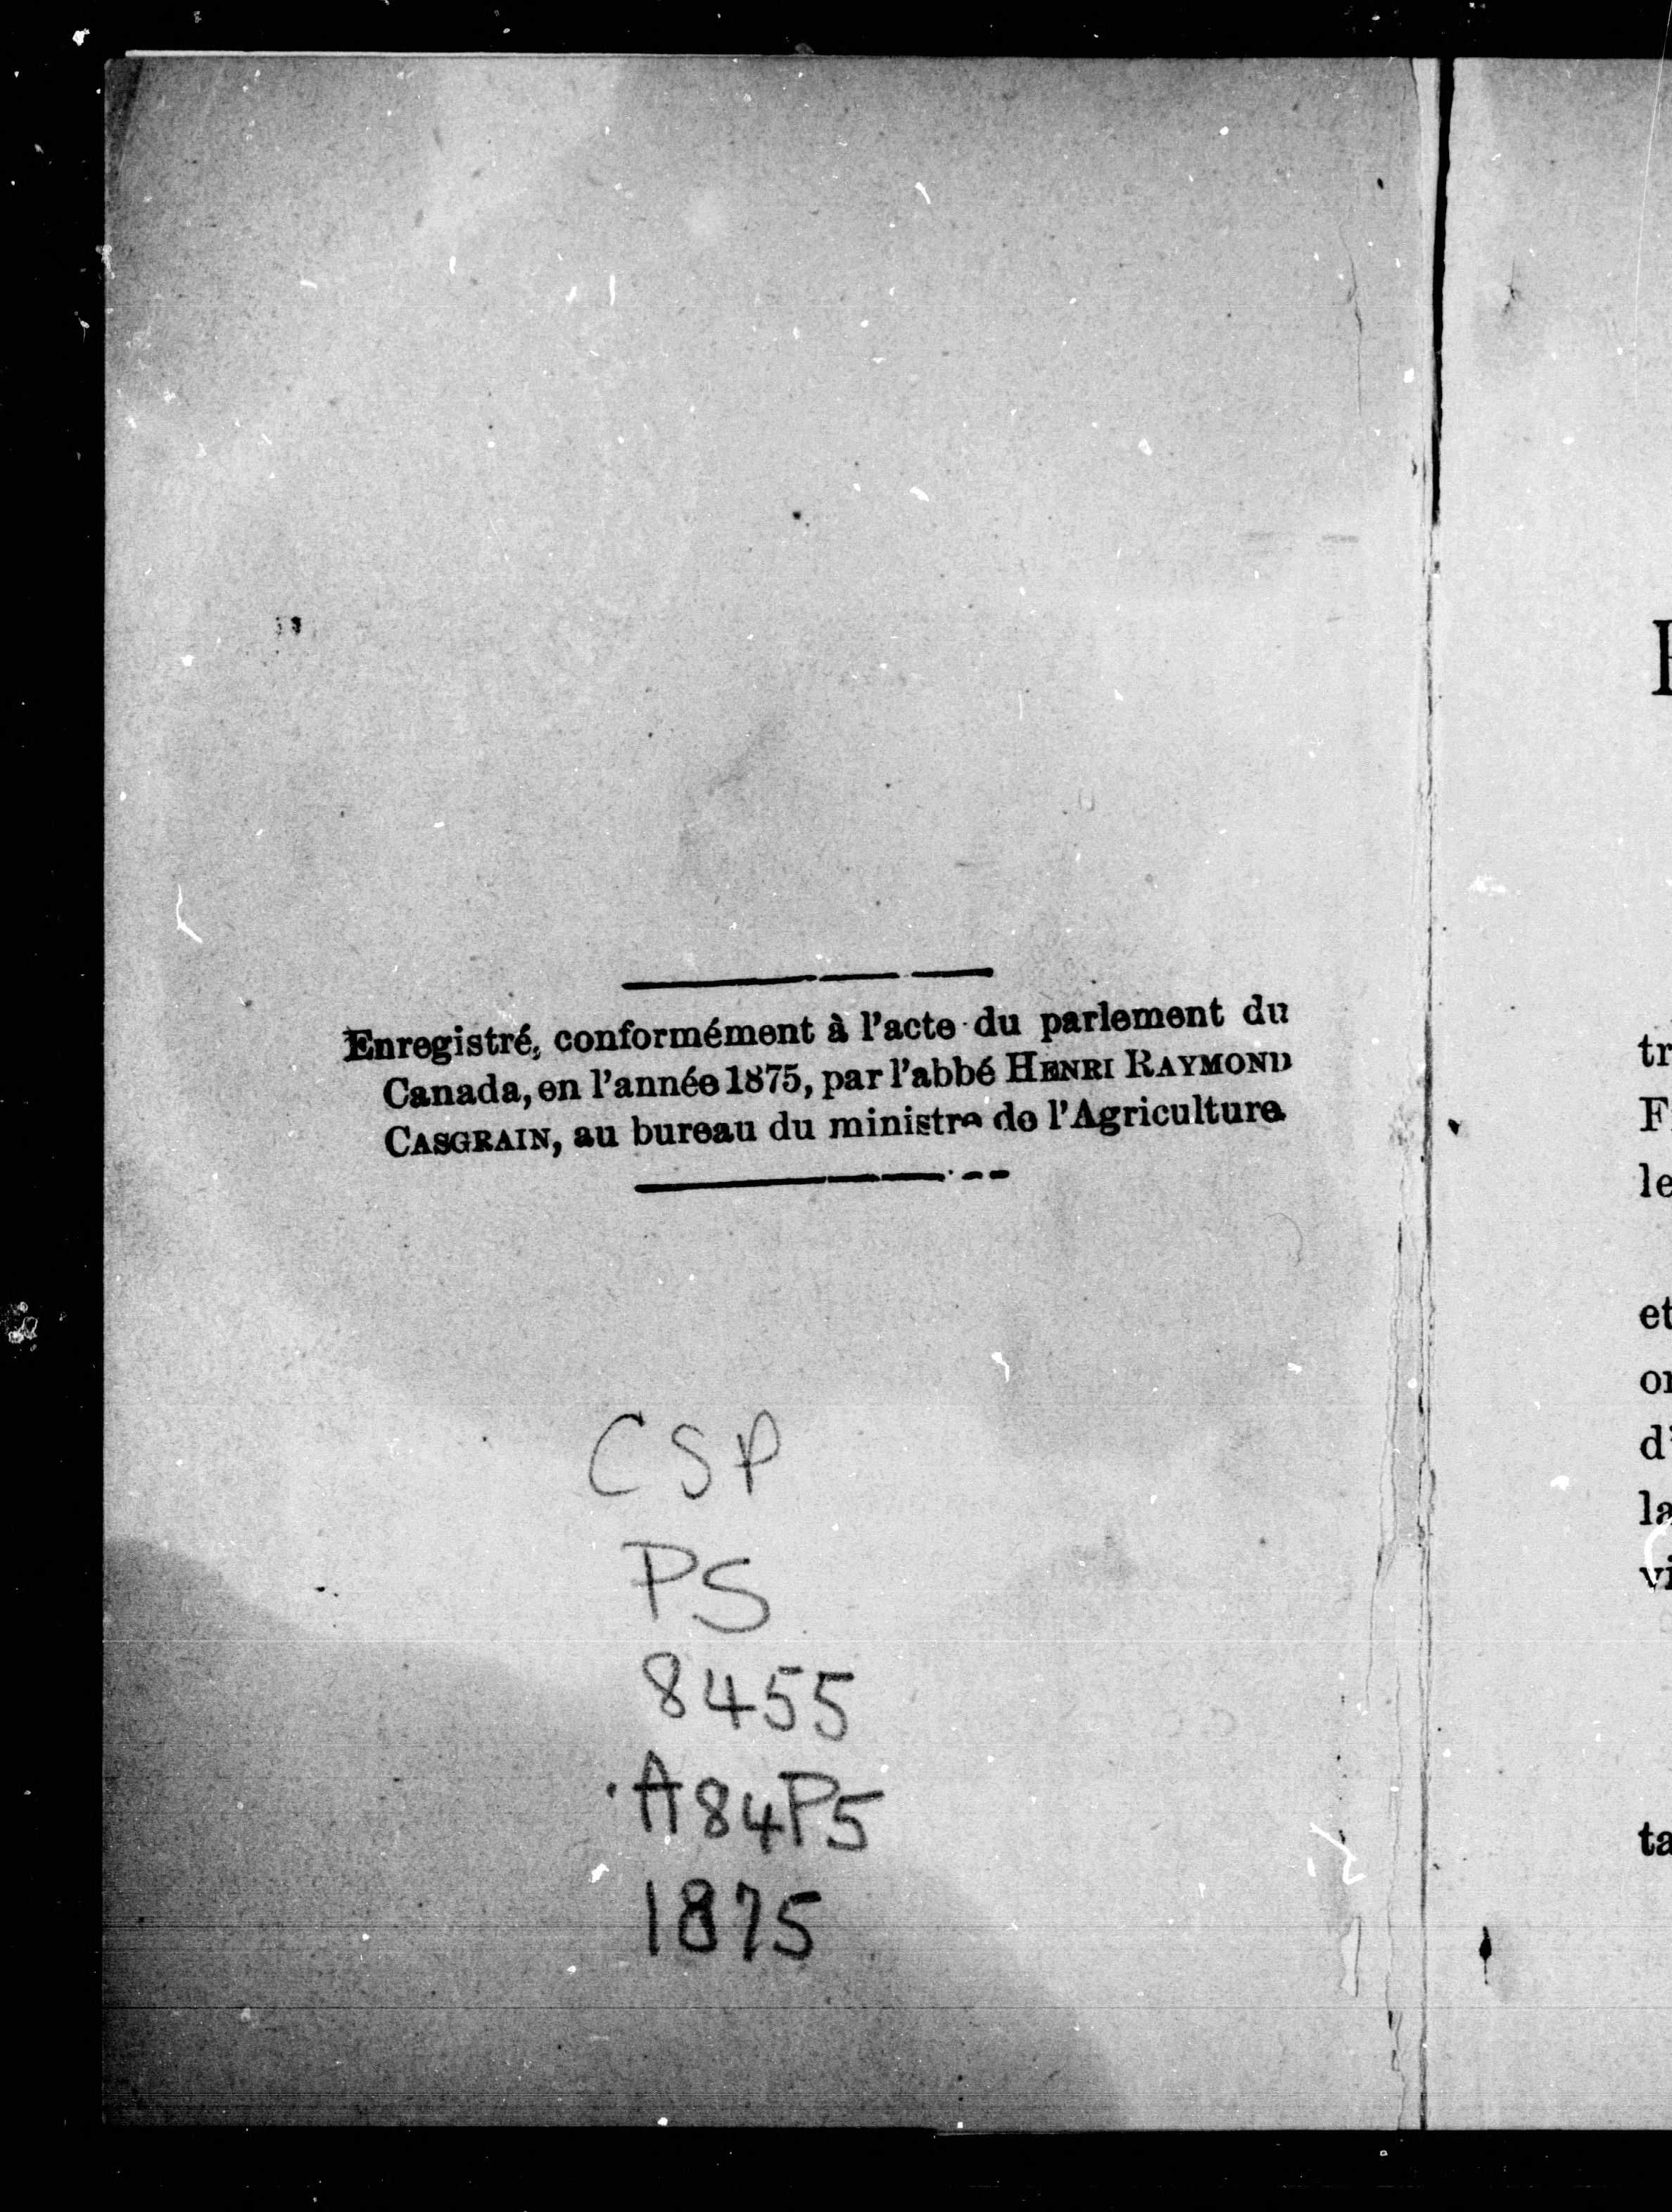 Enregistré, conformément à l'acte du parlement du
Canada, en l'année 1875, par l'abbé HENRI RAYMOND
CASGRAIN, au bureau du ministre de l'Agriculture
CSP
PS
8455
.A84P5
1875
tr
F
le
et
d'
la
vi
ta